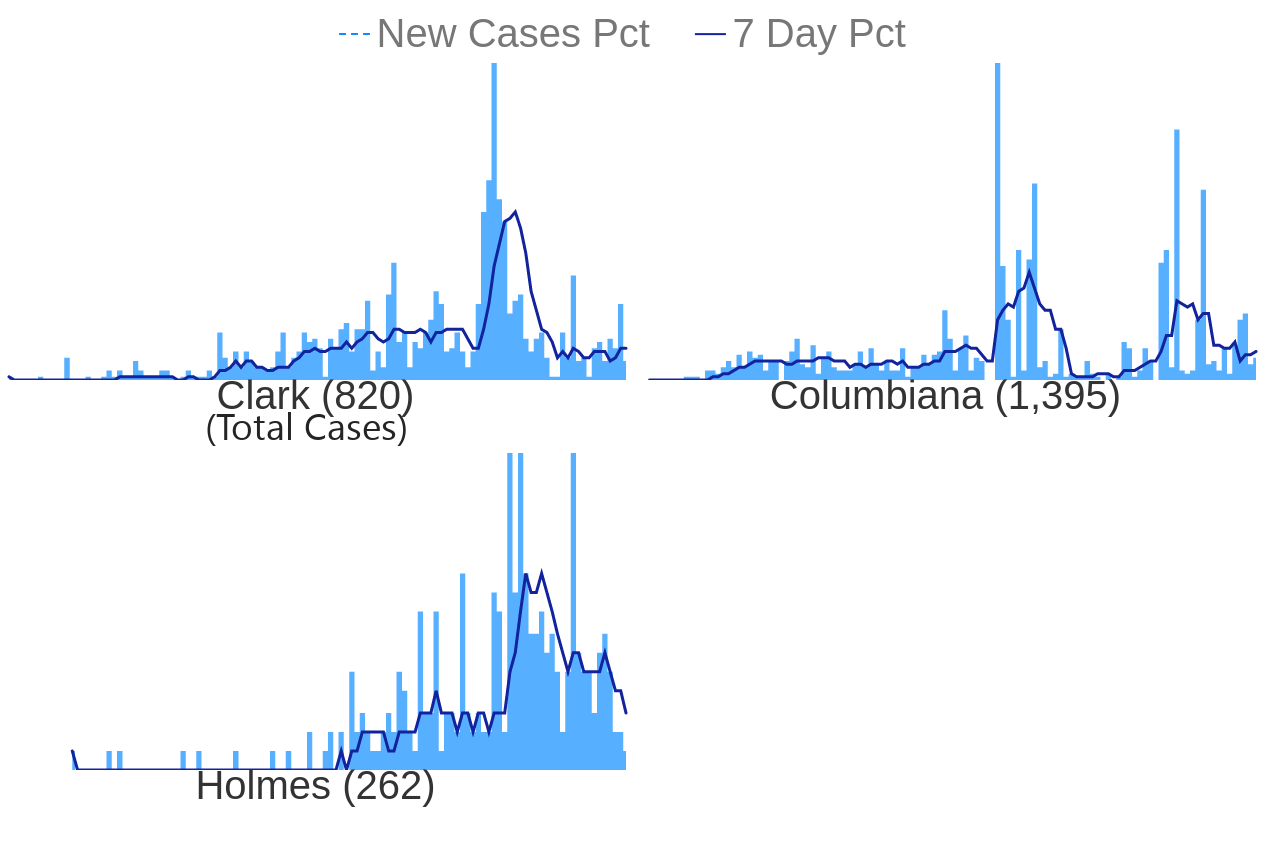 New Cases Pct 7 Day Pct
Clark (820)
(Total Cases)
Columbiana (1,395)
Holmes (262)